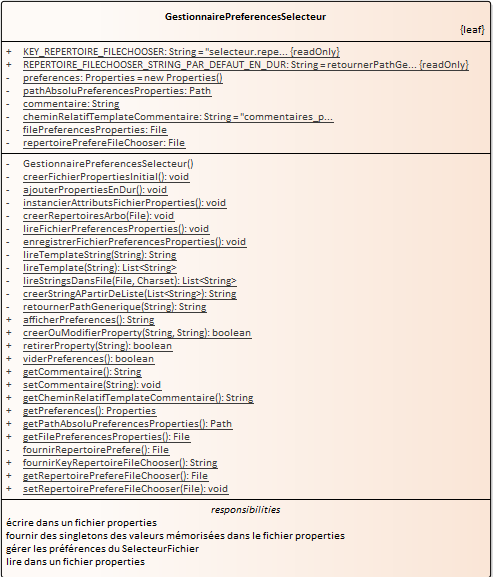 GestionnairePreferencesSelecteur
{leaf}
+ KEY_REPERTOIRE_FILECHOOSER: String = "selecteur.repe... {readOnly}
+ REPERTOIRE_FILECHOOSER_STRING_PAR_DEFAUT_EN_DUR: String = retournerPathGe... {readOnly}
- preferences: Properties = new Properties()
- pathAbsoluPreferencesProperties: Path
- commentaire: String
- cheminRelatifTemplateCommentaire: String = "commentaires_p...
- filePreferencesProperties: File
- repertoirePrefereFileChooser: File
- GestionnairePreferencesSelecteur()
- creerFichierPropertiesInitial(): void
- ajouterPropertiesEnDur(): void
- instancierAttributsFichierProperties(): void
- creerRepertoiresArbo(File): void
- lireFichierPreferencesProperties(): void
- enregistrerFichierPreferencesProperties(): void
- lireTemplateString(String): String
- lireTemplate(String): List<String>
- lireStringsDansFile(File, Charset): List<String>
- creerStringAPartirDeListe(List<String>): String
- retournerPathGenerique(String): String
+ afficherPreferences(): String
+ creerOuModifierProperty(String, String): boolean
+ retirerProperty(String): boolean
+ viderPreferences(): boolean
+ getCommentaire(): String
+ setCommentaire(String): void
+ getCheminRelatifTemplateCommentaire(): String
+ getPreferences(): Properties
+ getPathAbsoluPreferencesProperties(): Path
+ getFilePreferencesProperties(): File
- fournirRepertoirePrefere(): File
+ fournirKeyRepertoireFileChooser(): String
+ getRepertoirePrefereFileChooser(): File
+ setRepertoirePrefereFileChooser(File): void
responsibilities
écrire dans un fichier properties
fournir des singletons des valeurs mémorisées dans le fichier properties
gérer les préférences du SelecteurFichier
lire dans un fichier properties